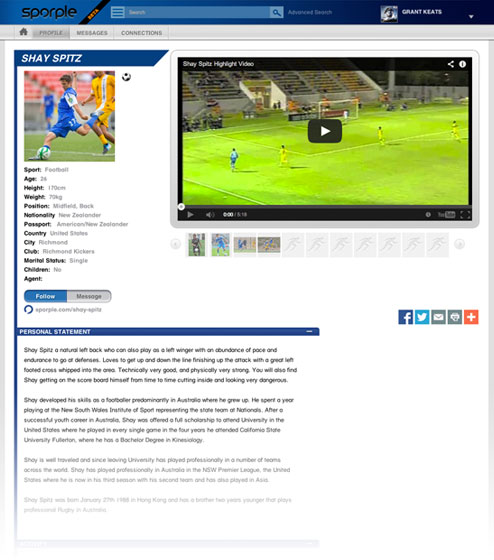 sporple BETA Search Advanced Search GRANT KEATS
PROFILE MESSAGES CONNECTIONS
SHAY SPITZ
Shay Spitz Highlight Video
Sport: Football
Age: 26
Height: 170cm
Weight: 70kg
Position: Midfield, Back
Nationality New Zealander
Passport: American/New Zealander
Country United States
City Richmond
Club: Richmond Kickers
Marital Status: Single
Children: No
Agent:
0:00 / 5:18 YouTube
Follow Message
sporple.com/shay-spitz
PERSONAL STATEMENT
Shay Spitz a natural left back who can also play as a left winger with an abundance of pace and
endurance to go at defenses. Loves to get up and down the line finishing up the attack with a great left
footed cross whipped into the area. Technically very good, and physically very strong. You will also find
Shay getting on the score board himself from time to time cutting inside and looking very dangerous.
Shay developed his skills as a footballer predominantly in Australia where he grew up. He spent a year
playing at the New South Wales Institute of Sport representing the state team at Nationals. After a
successful youth career in Australia, Shay was offered a full scholarship to attend University in the
United States where he played in every single game in the four years he attended California State
University Fullerton, where he has a Bachelor Degree in Kinesiology.
Shay is well traveled and since leaving University has played professionally in a number of teams
across the world. Shay has played professionally in Australia in the NSW Premier League, the United
States where he is now in his third season with his second team and has also played in Asia.
Shay Spitz was born January 27th 1988 in Hong Kong and has a brother two years younger that plays
professional Rugby in Australia.